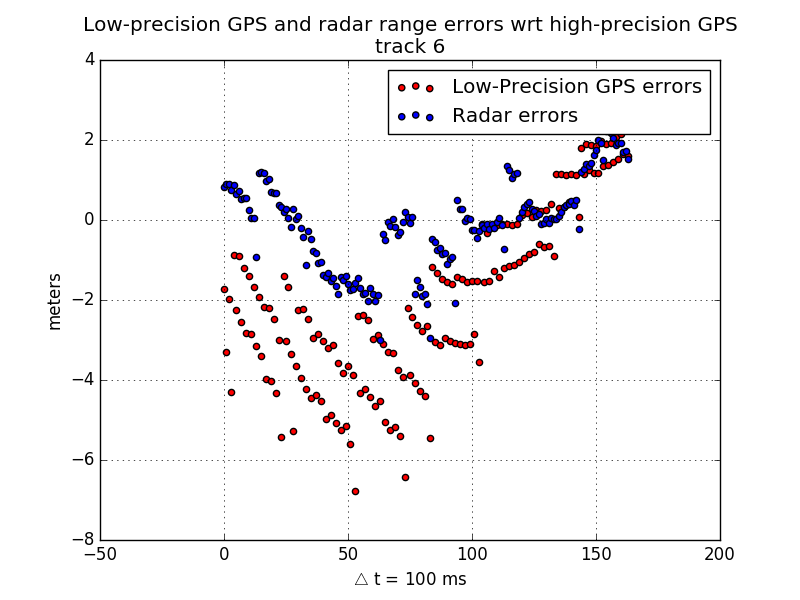 Low-precision GPS and radar range errors wrt high-precision GPS
track 6
Low-Precision GPS errors
Radar errors
4
2
0
−2
−4
−6
−8
meters
−50
0
50
100
150
200
△ t = 100 ms